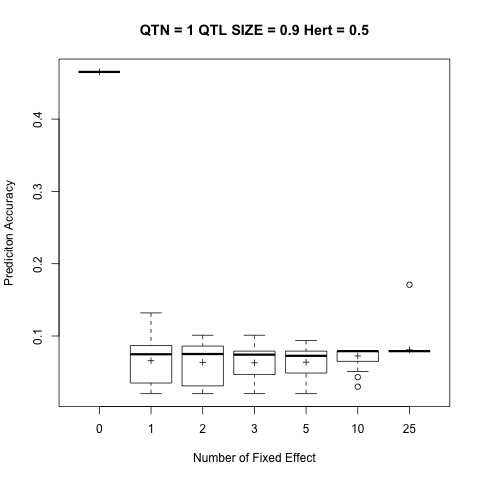 QTN = 1 QTL SIZE = 0.9 Hert = 0.5
Prediciton Accuracy
0.4
0.3
0.2
0.1
0 1 2 3 5 10 25
Number of Fixed Effect